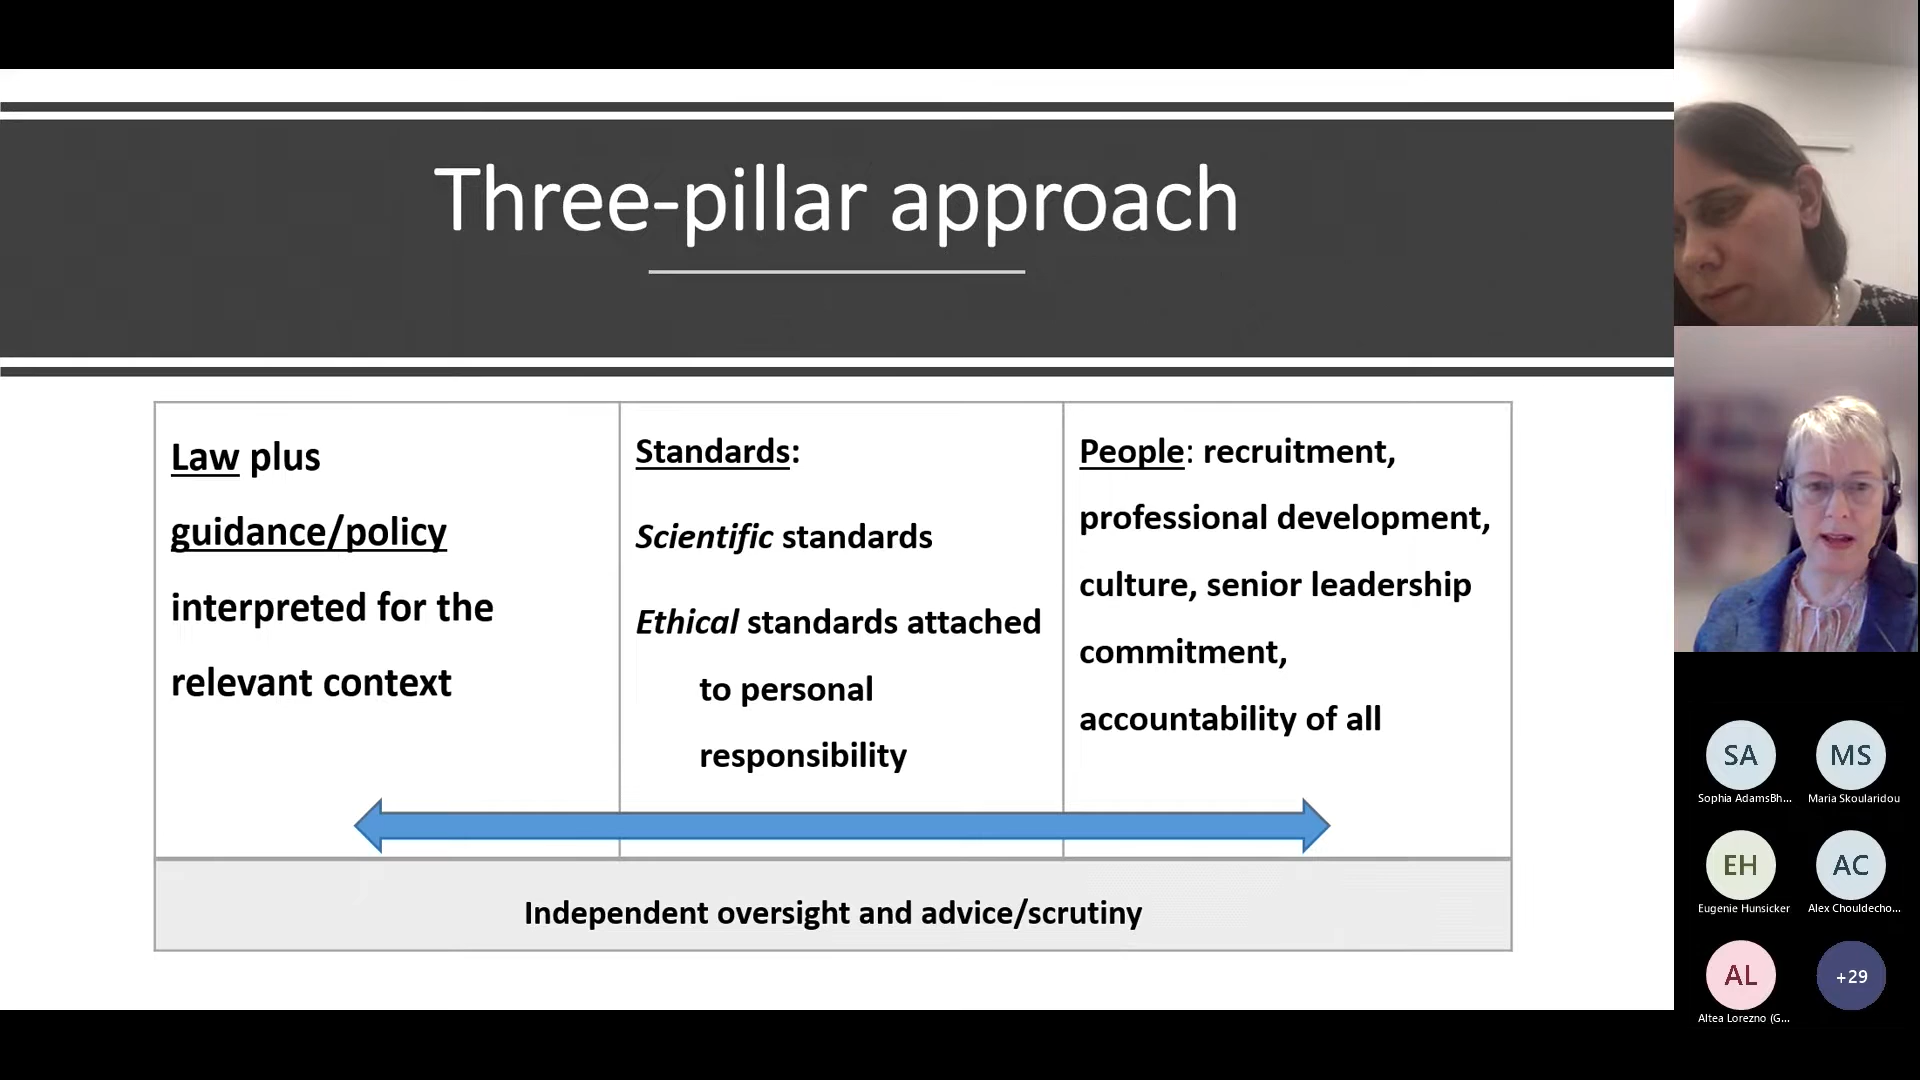 Three-pillar approach
Law plus
guidance/policy
interpreted for the
relevant context
Standards:
Scientific standards
Ethical standards attached
to personal
responsibility
People: recruitment,
professional development,
culture, senior leadership
commitment,
accountability of all
Independent oversight and advice/scrutiny
SA
Sophia AdamsBh...
MS
Maria Skoularidou
EH
Eugenie Hunsicker
AC
Alex Chouldecho...
AL
Altea Lorezno (G...
+29